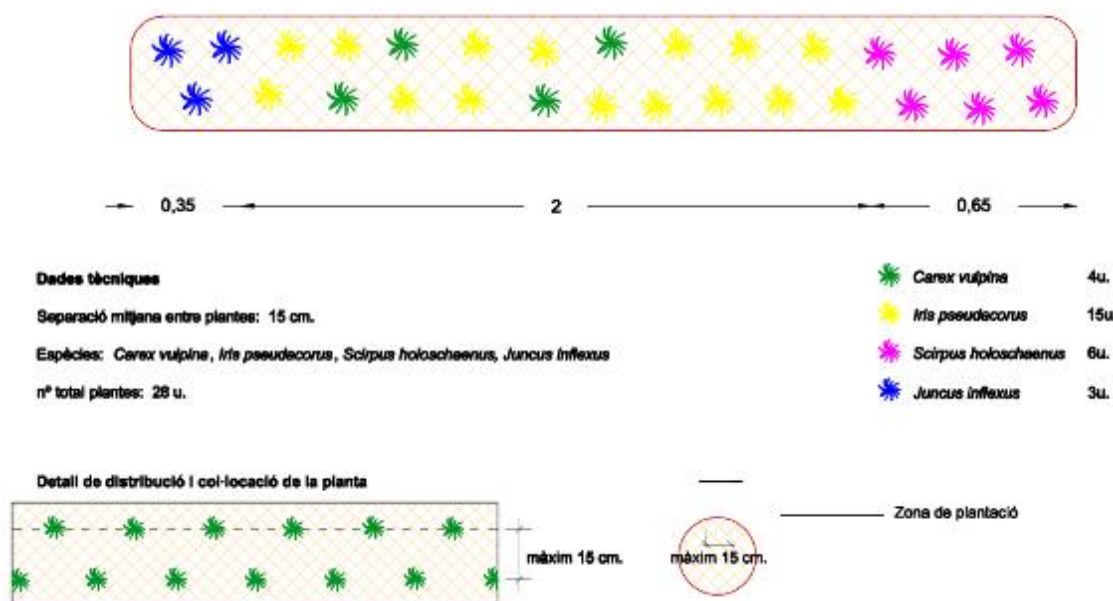 0,35 2 0,65
Dades tècniques
Separació mitjana entre plantes: 15 cm.
Espècies: Carex vulpina, Iris pseudacorus, Scirpus holoschaenus, Juncus inflexus
nº total plantes: 28 u.
Carex vulpina 4u.
Iris pseudacorus 15u
Scirpus holoschaenus 6u.
Juncus inflexus 3u.
Detall de distribució i col·locació de la planta
màxim 15 cm.
màxim 15 cm.
Zona de plantació